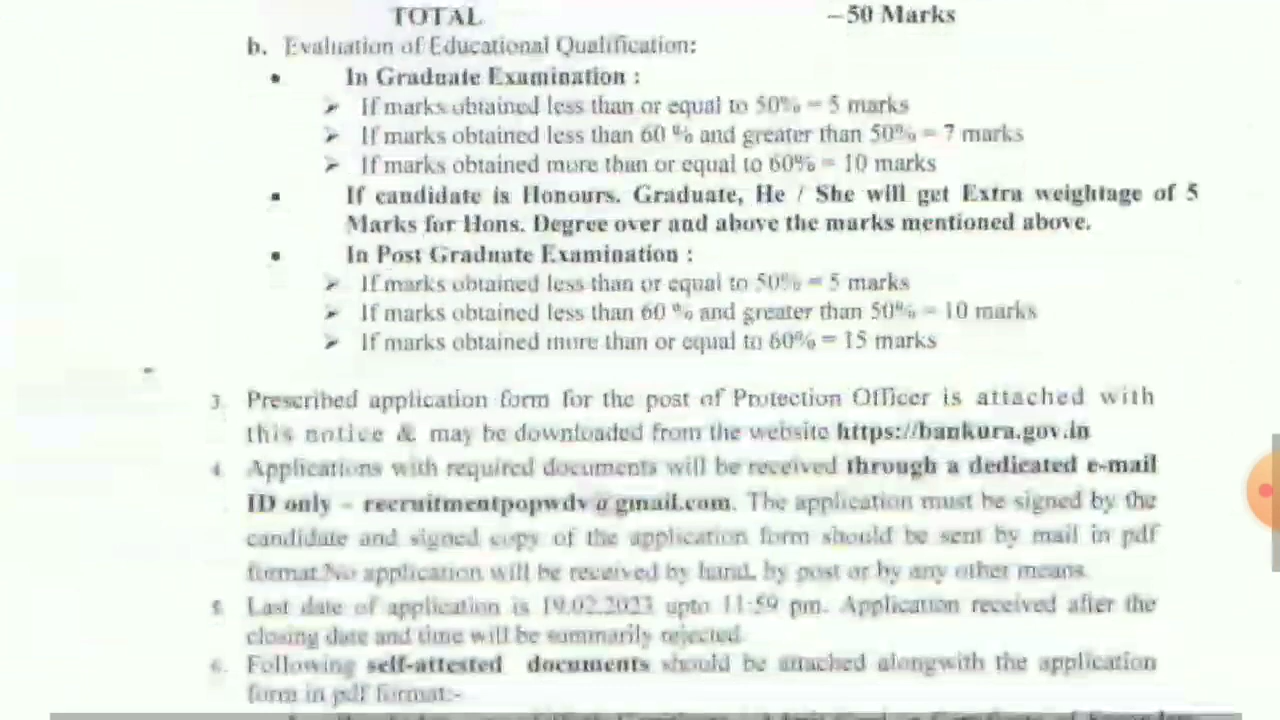 TOTAL –50 Marks
b. Evaluation of Educational Qualification:
• In Graduate Examination :
➢ If marks obtained less than or equal to 50% = 5 marks
➢ If marks obtained less than 60 % and greater than 50% = 7 marks
➢ If marks obtained more than or equal to 60% = 10 marks
▪ If candidate is Honours. Graduate, He / She will get Extra weightage of 5
Marks for Hons. Degree over and above the marks mentioned above.
• In Post Graduate Examination :
➢ If marks obtained less than or equal to 50% = 5 marks
➢ If marks obtained less than 60 % and greater than 50% = 10 marks
➢ If marks obtained more than or equal to 60% = 15 marks
3. Prescribed application form for the post of Protection Officer is attached with
this notice & may be downloaded from the website https://bankura.gov.in
4. Applications with required documents will be received through a dedicated e-mail
ID only – recruitmentpopwdv@gmail.com. The application must be signed by the
candidate and signed copy of the application form should be sent by mail in pdf
format.No application will be received by hand, by post or by any other means.
5. Last date of application is 19.02.2023 upto 11:59 pm. Application received after the
closing date and time will be summarily rejected.
6. Following self-attested documents should be attached alongwith the application
form in pdf format:-